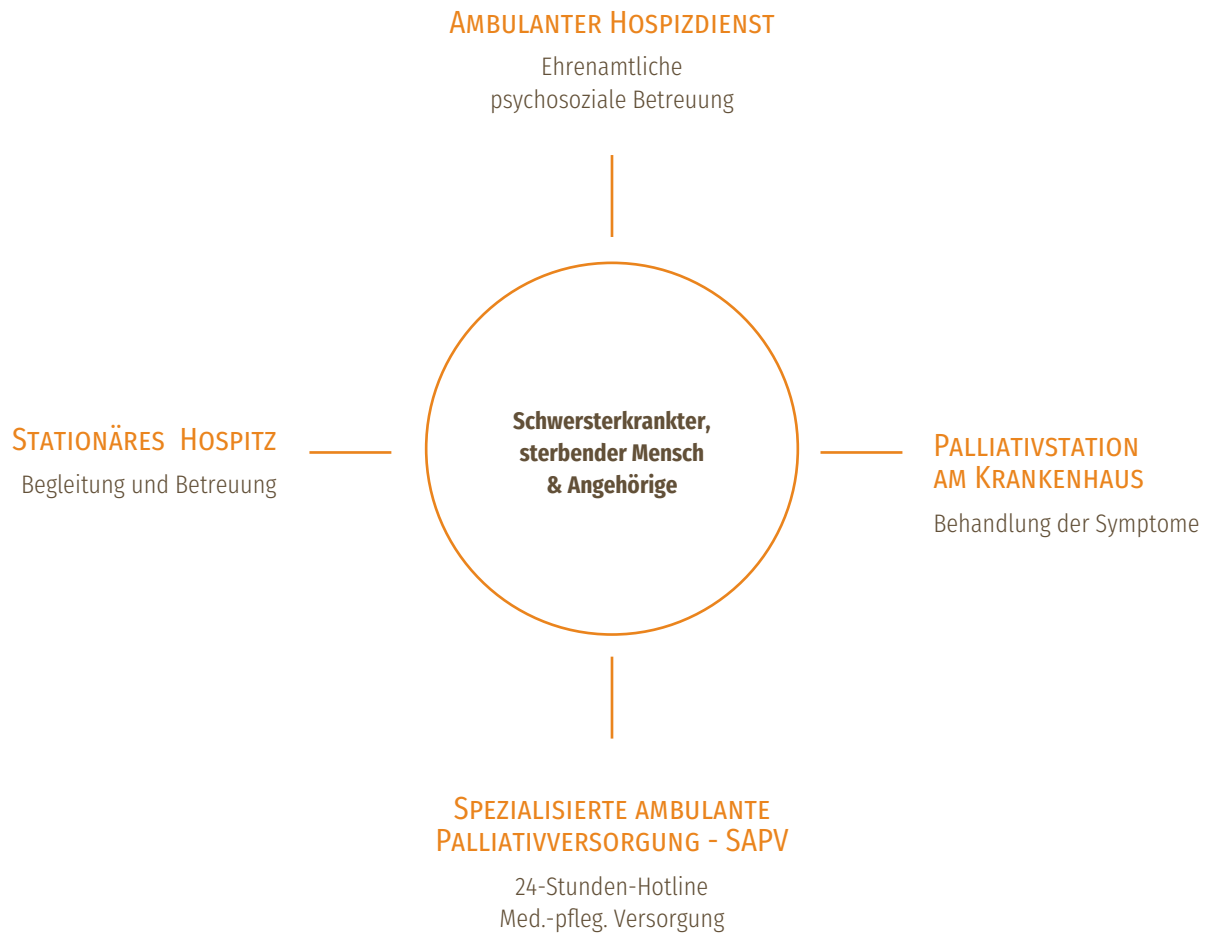 Ambulanter Hospizdienst
Ehrenamtliche
psychosoziale Betreuung
Stationäres Hospitz
Begleitung und Betreuung
Schwersterkrankter,
sterbender Mensch
& Angehörige
Palliativstation
am Krankenhaus
Behandlung der Symptome
Spezialisierte ambulante
Palliativversorgung - SAPV
24-Stunden-Hotline
Med.-pfleg. Versorgung